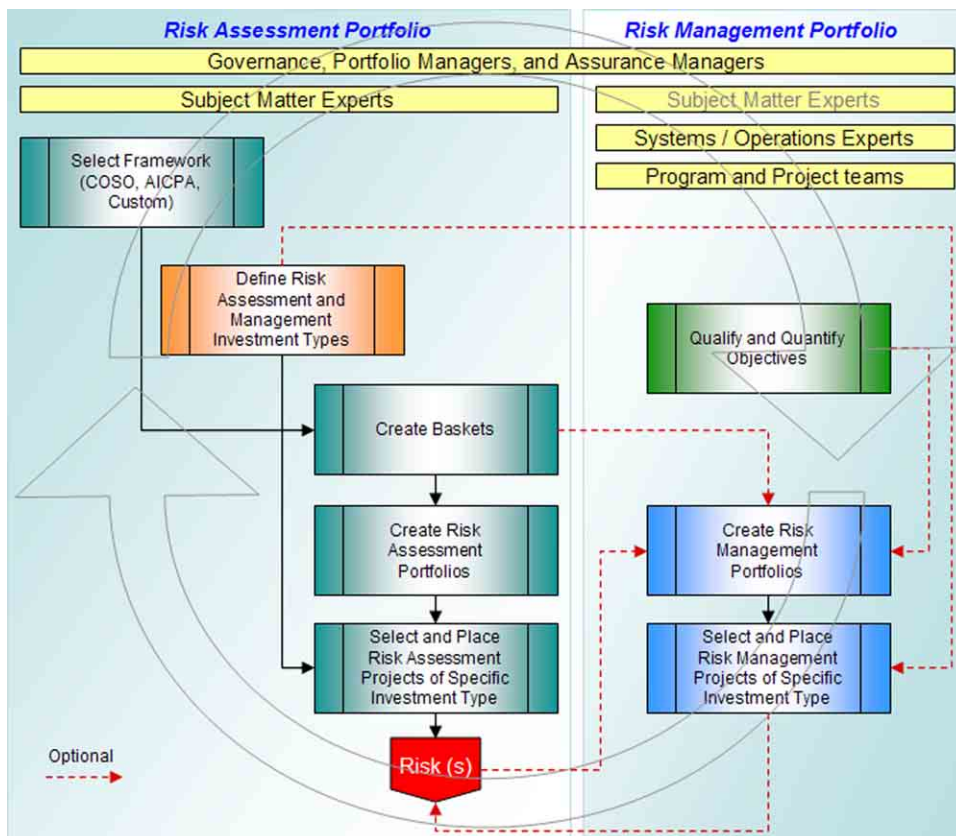 Risk Assessment Portfolio
Risk Management Portfolio
Governance, Portfolio Managers, and Assurance Managers
Subject Matter Experts
Subject Matter Experts
Systems / Operations Experts
Program and Project teams
Select Framework
(COSO, AICPA,
Custom)
Define Risk
Assessment and
Management
Investment Types
Qualify and Quantify
Objectives
Create Baskets
Create Risk
Assessment
Portfolios
Create Risk
Management
Portfolios
Select and Place
Risk Assessment
Projects of Specific
Investment Type
Select and Place
Risk Management
Projects of Specific
Investment Type
Optional
Risk (s)